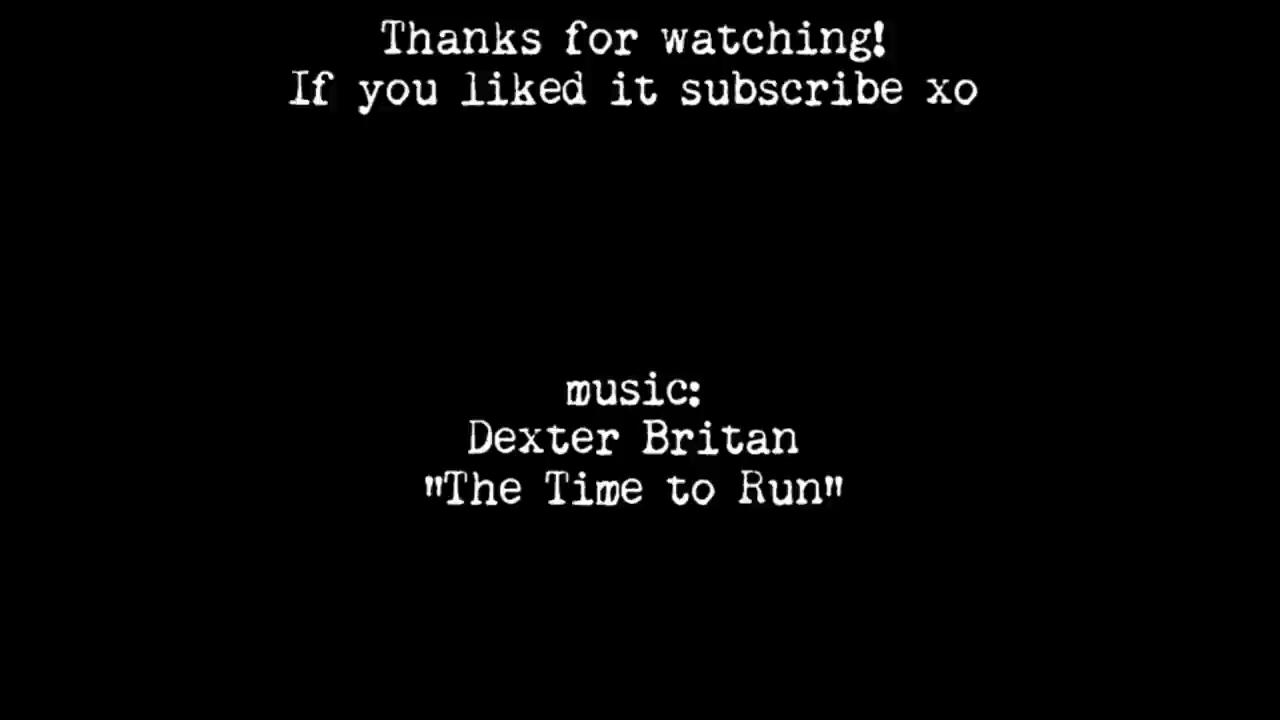 Thanks for watching!
If you liked it subscribe xo
music:
Dexter Britan
"The Time to Run"